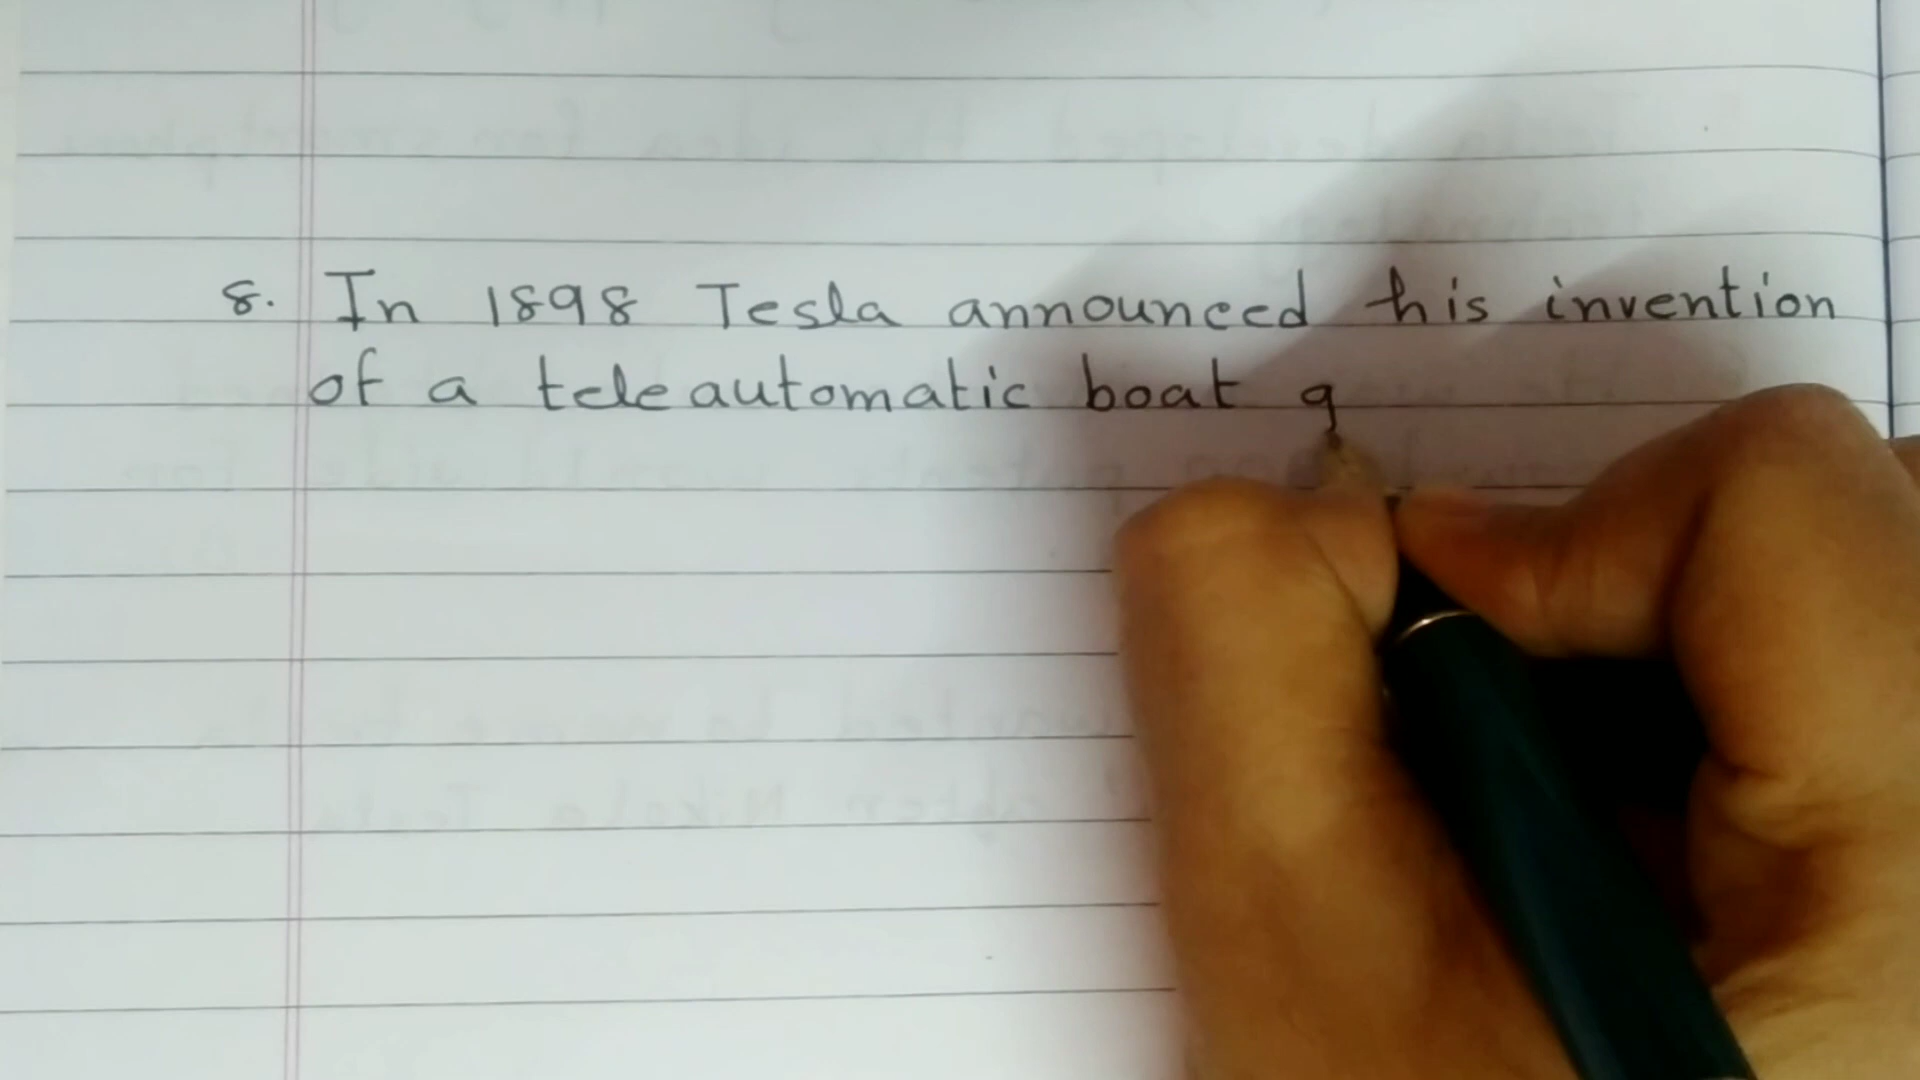 8. In 1898 Tesla announced his invention
of a teleautomatic boat g